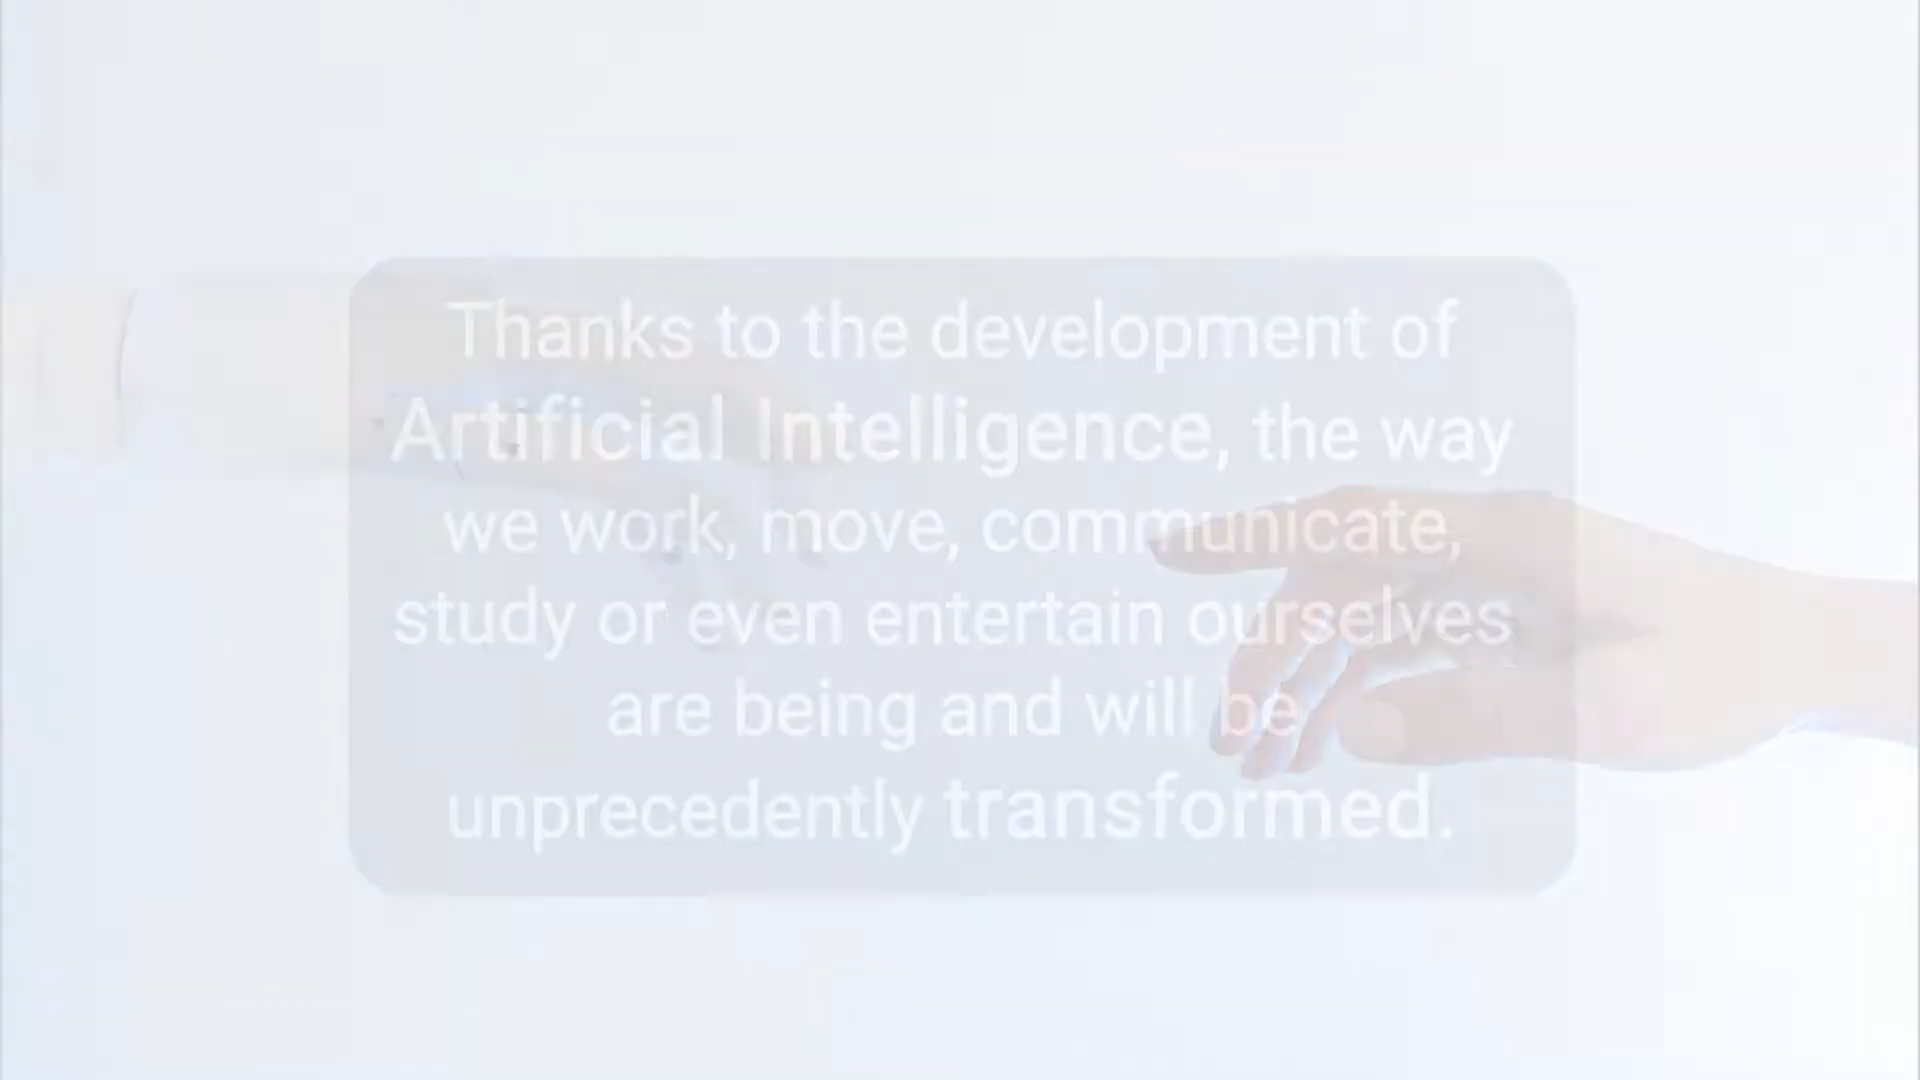 Thanks to the development of
Artificial Intelligence, the way
we work, move, communicate,
study or even entertain ourselves
are being and will be
unprecedently transformed.